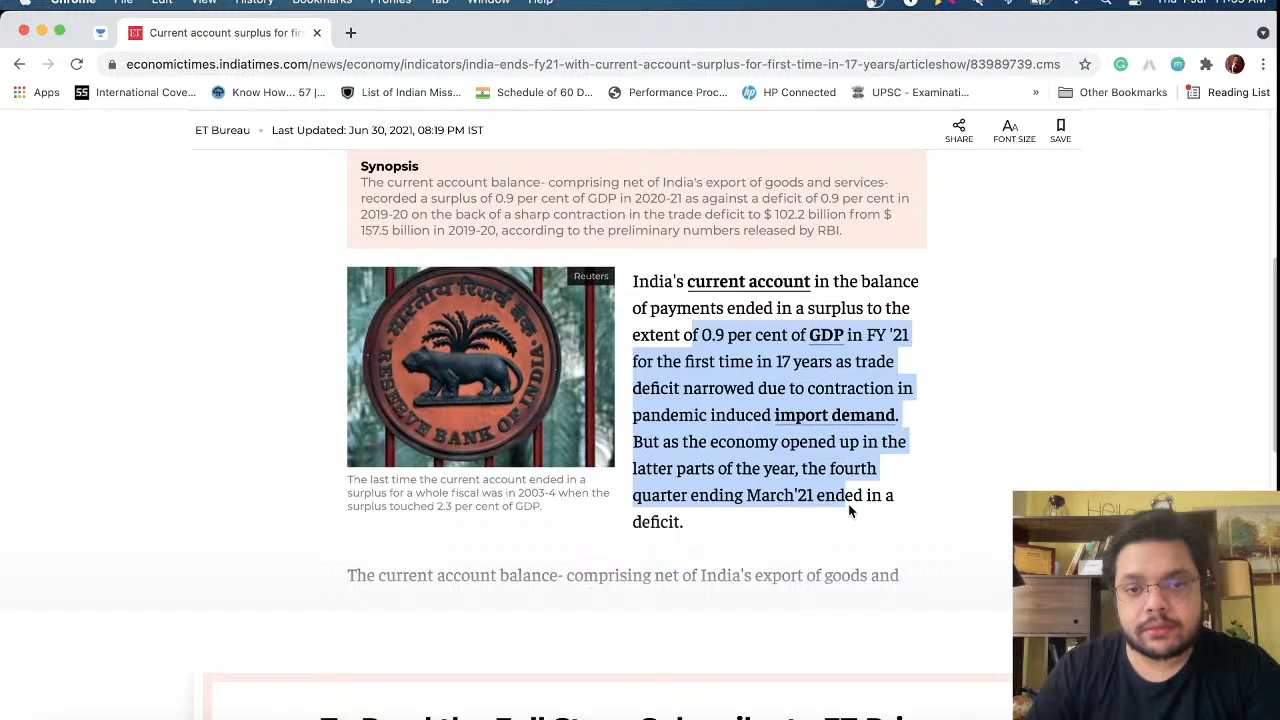 Chrome File Edit View History Bookmarks Profiles Tab Window Help
Current account surplus for fir
economictimes.indiatimes.com/news/economy/indicators/india-ends-fy21-with-current-account-surplus-for-first-time-in-17-years/articleshow/83989739.cms
Apps International Cove... Know How... 57 |... List of Indian Miss... Schedule of 60 D... Performance Proc... HP Connected UPSC - Examinati... » Other Bookmarks Reading List
ET Bureau • Last Updated: Jun 30, 2021, 08:19 PM IST
SHARE FONT SIZE SAVE
Synopsis
The current account balance- comprising net of India's export of goods and services-
recorded a surplus of 0.9 per cent of GDP in 2020-21 as against a deficit of 0.9 per cent in
2019-20 on the back of a sharp contraction in the trade deficit to $ 102.2 billion from $
157.5 billion in 2019-20, according to the preliminary numbers released by RBI.
Reuters
भारतीय रिज़र्व बैंक
RESERVE BANK OF INDIA
The last time the current account ended in a
surplus for a whole fiscal was in 2003-4 when the
surplus touched 2.3 per cent of GDP.
India's current account in the balance
of payments ended in a surplus to the
extent of 0.9 per cent of GDP in FY '21
for the first time in 17 years as trade
deficit narrowed due to contraction in
pandemic induced import demand.
But as the economy opened up in the
latter parts of the year, the fourth
quarter ending March'21 ended in a
deficit.
The current account balance- comprising net of India's export of goods and
Hello